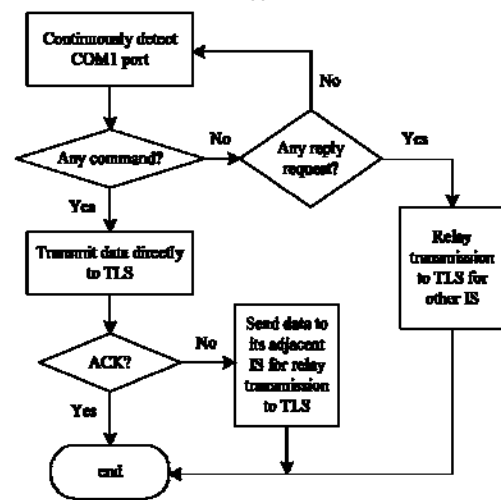 Continuously detect
COM1 port
No
Any command?
No
Any reply
request?
Yes
Yes
Transmit data directly
to TLS
Relay
transmission
to TLS for
other IS
ACK?
No
Send data to
its adjacent
IS for relay
transmission
to TLS
Yes
end